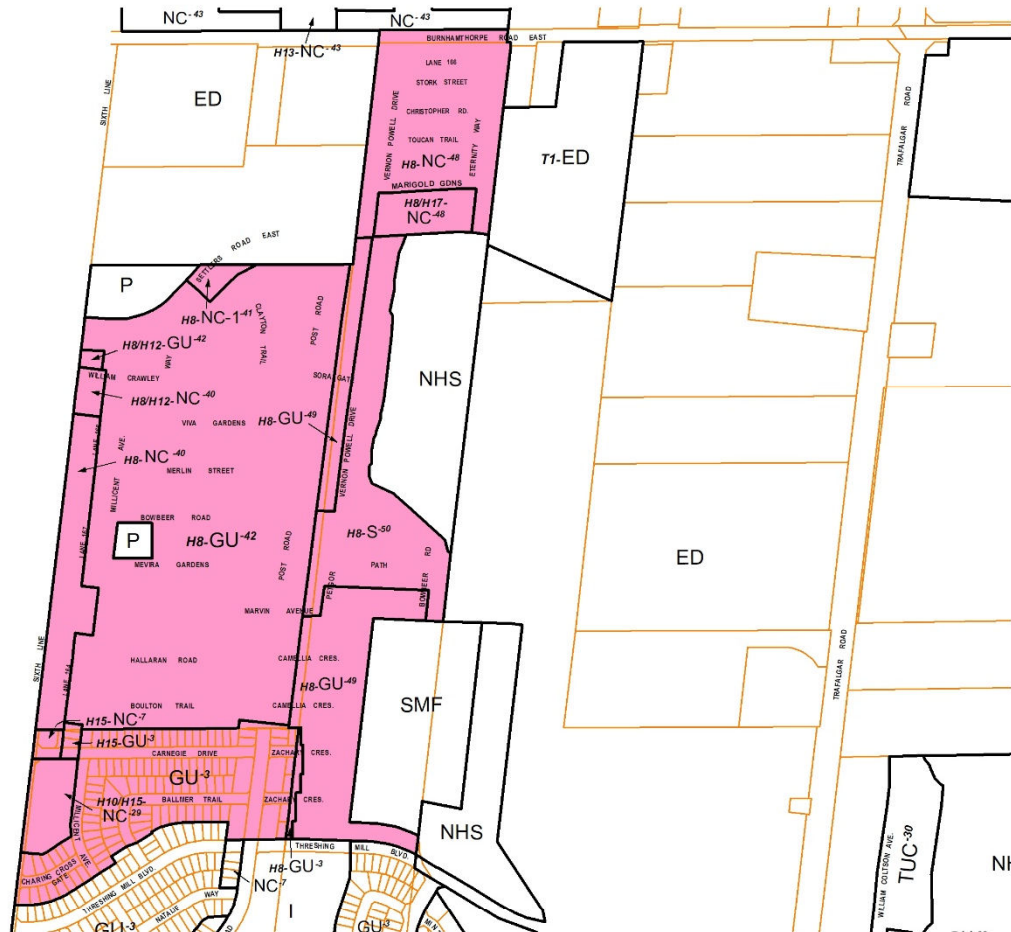 NC-43
NC-43
H13-NC-43
BURNHAMTHORPE ROAD EAST
LANE 166
STORK STREET
CHRISTOPHER RD.
TOUCAN TRAIL
H8-NC-48
MARIGOLD GDNS
H8/H17-
NC-48
VERNON POWELL DRIVE
ETERNITY WAY
SIXTH LINE
ED
T1-ED
TRAFALGAR ROAD
P
SETTLERS ROAD EAST
H8-NC-1-41
CLAYTON TRAIL
POST ROAD
H8/H12-GU-42
WAY
WILLIAM CRAWLEY
SORA GATE
NHS
H8/H12-NC-40
VIVA GARDENS
H8-GU-49
VERNON POWELL DRIVE
H8-NC-40
MERLIN STREET
MILLICENT AVE.
BOWBEER ROAD
P
H8-GU-42
MEVIRA GARDENS
POST ROAD
H8-S-50
PATH
PETGOR
BOWBEER RD
ED
LANE 167
MARVIN AVENUE
SIXTH LINE
HALLARAN ROAD
CAMELLIA CRES.
H8-GU-49
SMF
LANE 164
BOULTON TRAIL
CAMELLIA CRES.
TRAFALGAR ROAD
H15-NC-7
H15-GU-3
CARNEGIE DRIVE
ZACHARY CRES.
GU-3
H10/H15-
NC-29
BALLMER TRAIL
ZACHARY CRES.
MILLICENT AVE
NHS
CHARING CROSS GATE
THRESHING MILL BLVD.
THRESHING MILL BLVD.
H8-GU-3
NC-7
NATALIE WAY
I
GU-3
GU-3
WILLIAM COLTSON AVE.
TUC-30